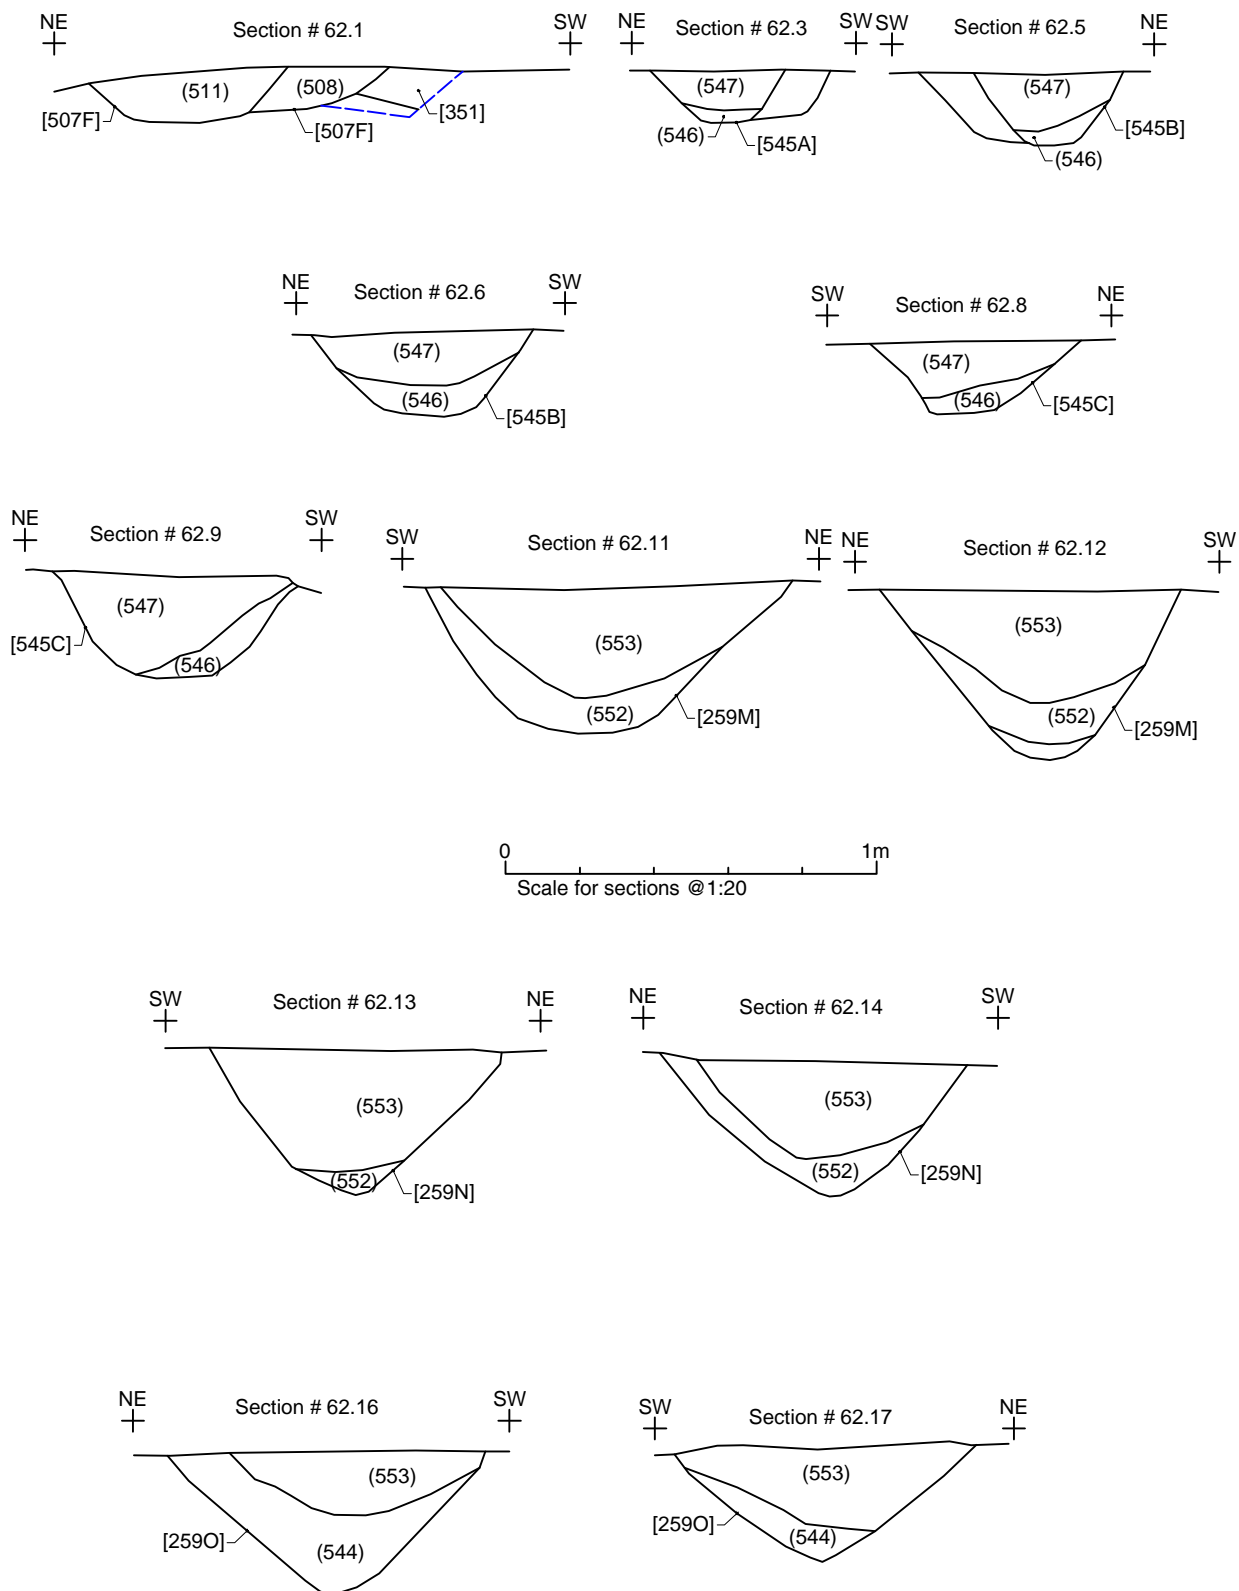 NE Section # 62.1 SW
(511) (508) [351]
[507F] [507F]
NE Section # 62.3 SW
(547)
(546) [545A]
SW Section # 62.5 NE
(547)
[545B]
(546)
NE Section # 62.6 SW
(547)
(546) [545B]
SW Section # 62.8 NE
(547)
(546) [545C]
NE Section # 62.9 SW
(547)
[545C] (546)
SW Section # 62.11 NE
(553)
(552) [259M]
NE Section # 62.12 SW
(553)
(552) [259M]
0 1m
Scale for sections @1:20
SW Section # 62.13 NE
(553)
(552) [259N]
NE Section # 62.14 SW
(553)
(552) [259N]
NE Section # 62.16 SW
(553)
[259O] (544)
SW Section # 62.17 NE
(553)
[259O] (544)